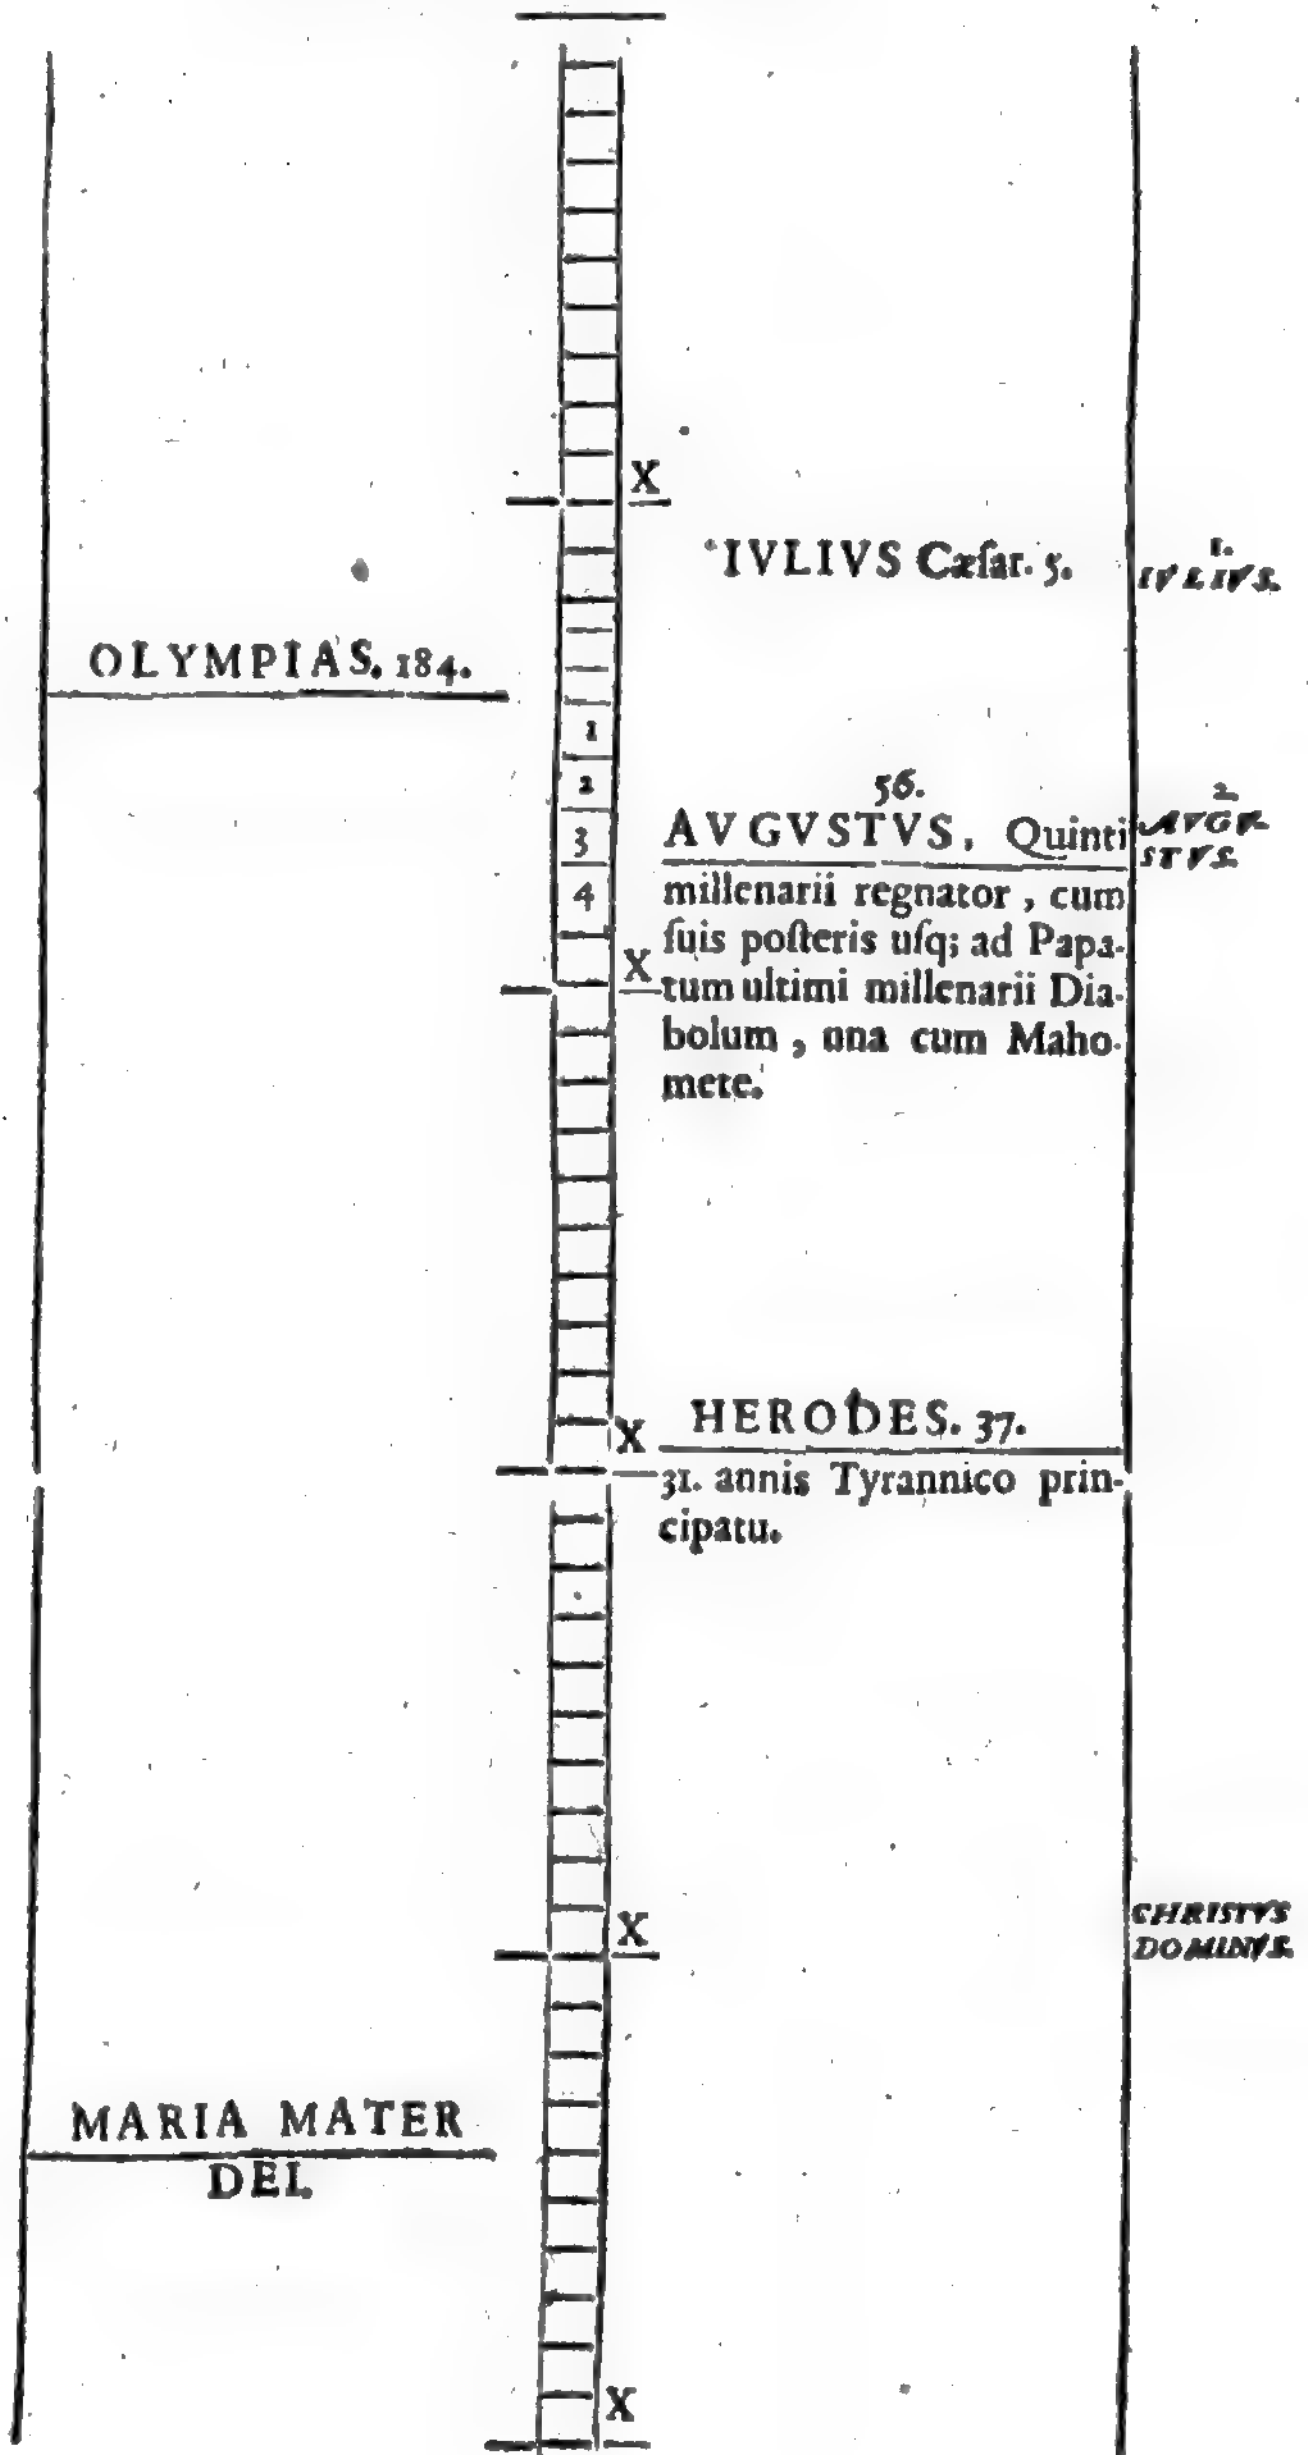 X
IVLIVS Cæſar. 5.
1.
IVLIVS.
OLYMPIAS. 184.
1
2
3
4
56.
AVGVSTVS, Quinti
millenarii regnator, cum
ſuis poſteris uſq; ad Papa-
tum ultimi millenarii Dia-
bolum, una cum Maho-
mete.
2
AVGV-
STVS.
X
HERODES. 37.
X
31. annis Tyrannico prin-
cipatu.
X
CHRISTVS
DOMINVS.
MARIA MATER
DEI.
X